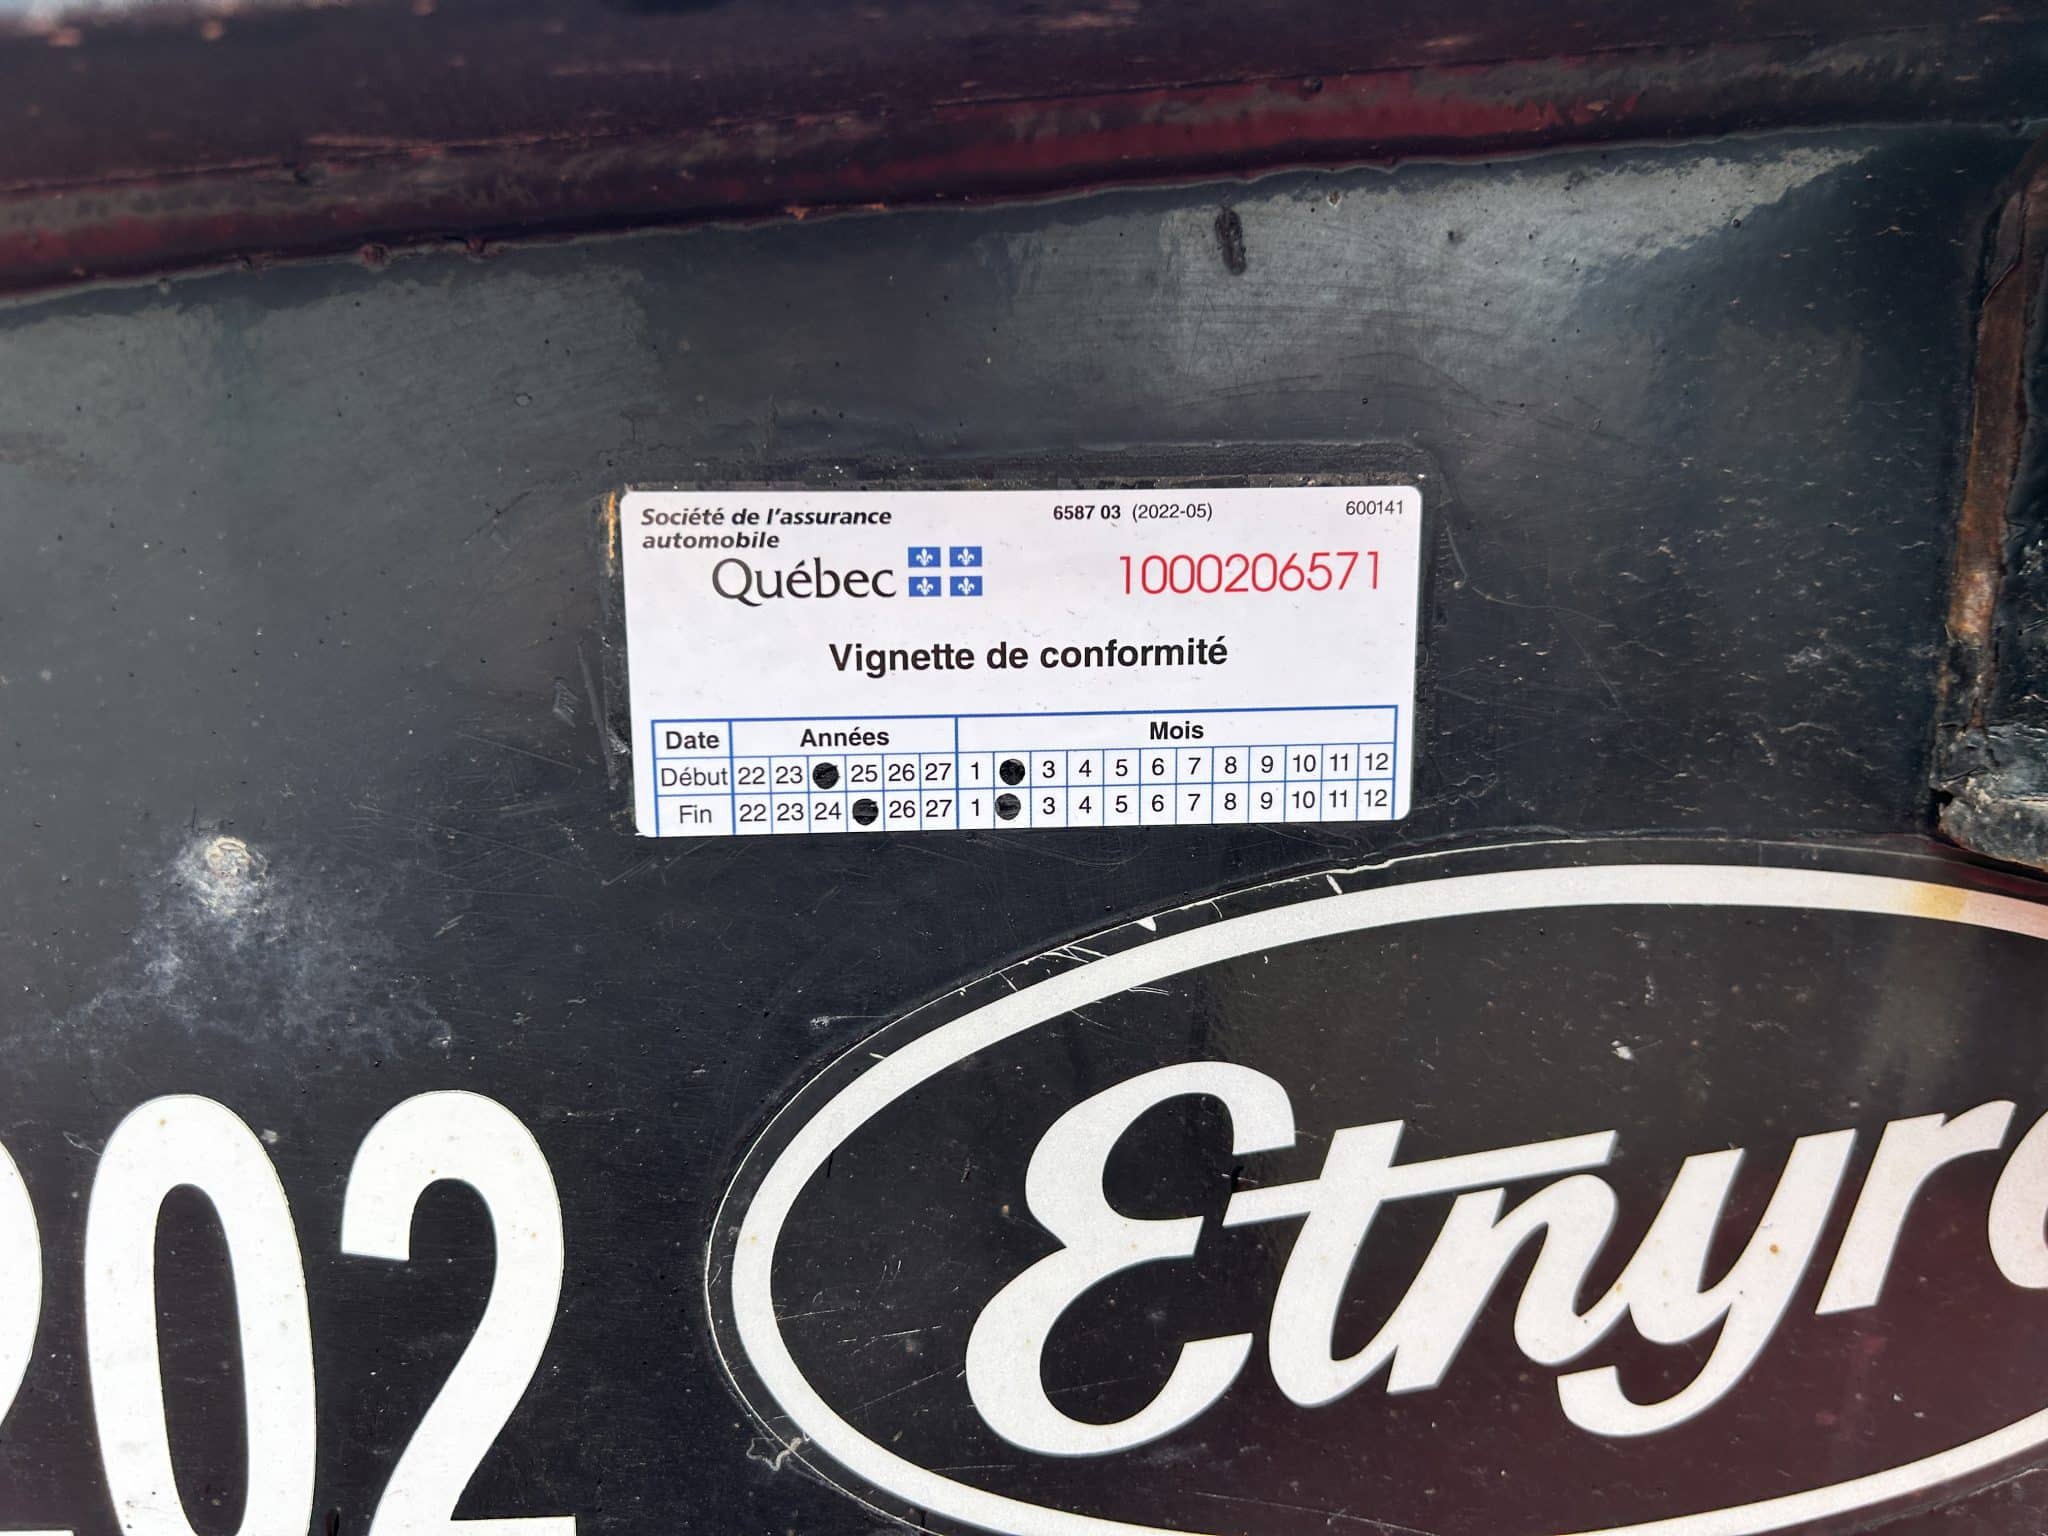 Société de l'assurance
automobile
Québec
6587 03 (2022-05)
600141
1000206571
Vignette de conformité
Date Années Mois
Début 22 23 25 26 27 1 3 4 5 6 7 8 9 10 11 12
Fin 22 23 24 26 27 1 3 4 5 6 7 8 9 10 11 12
02
Etnyre